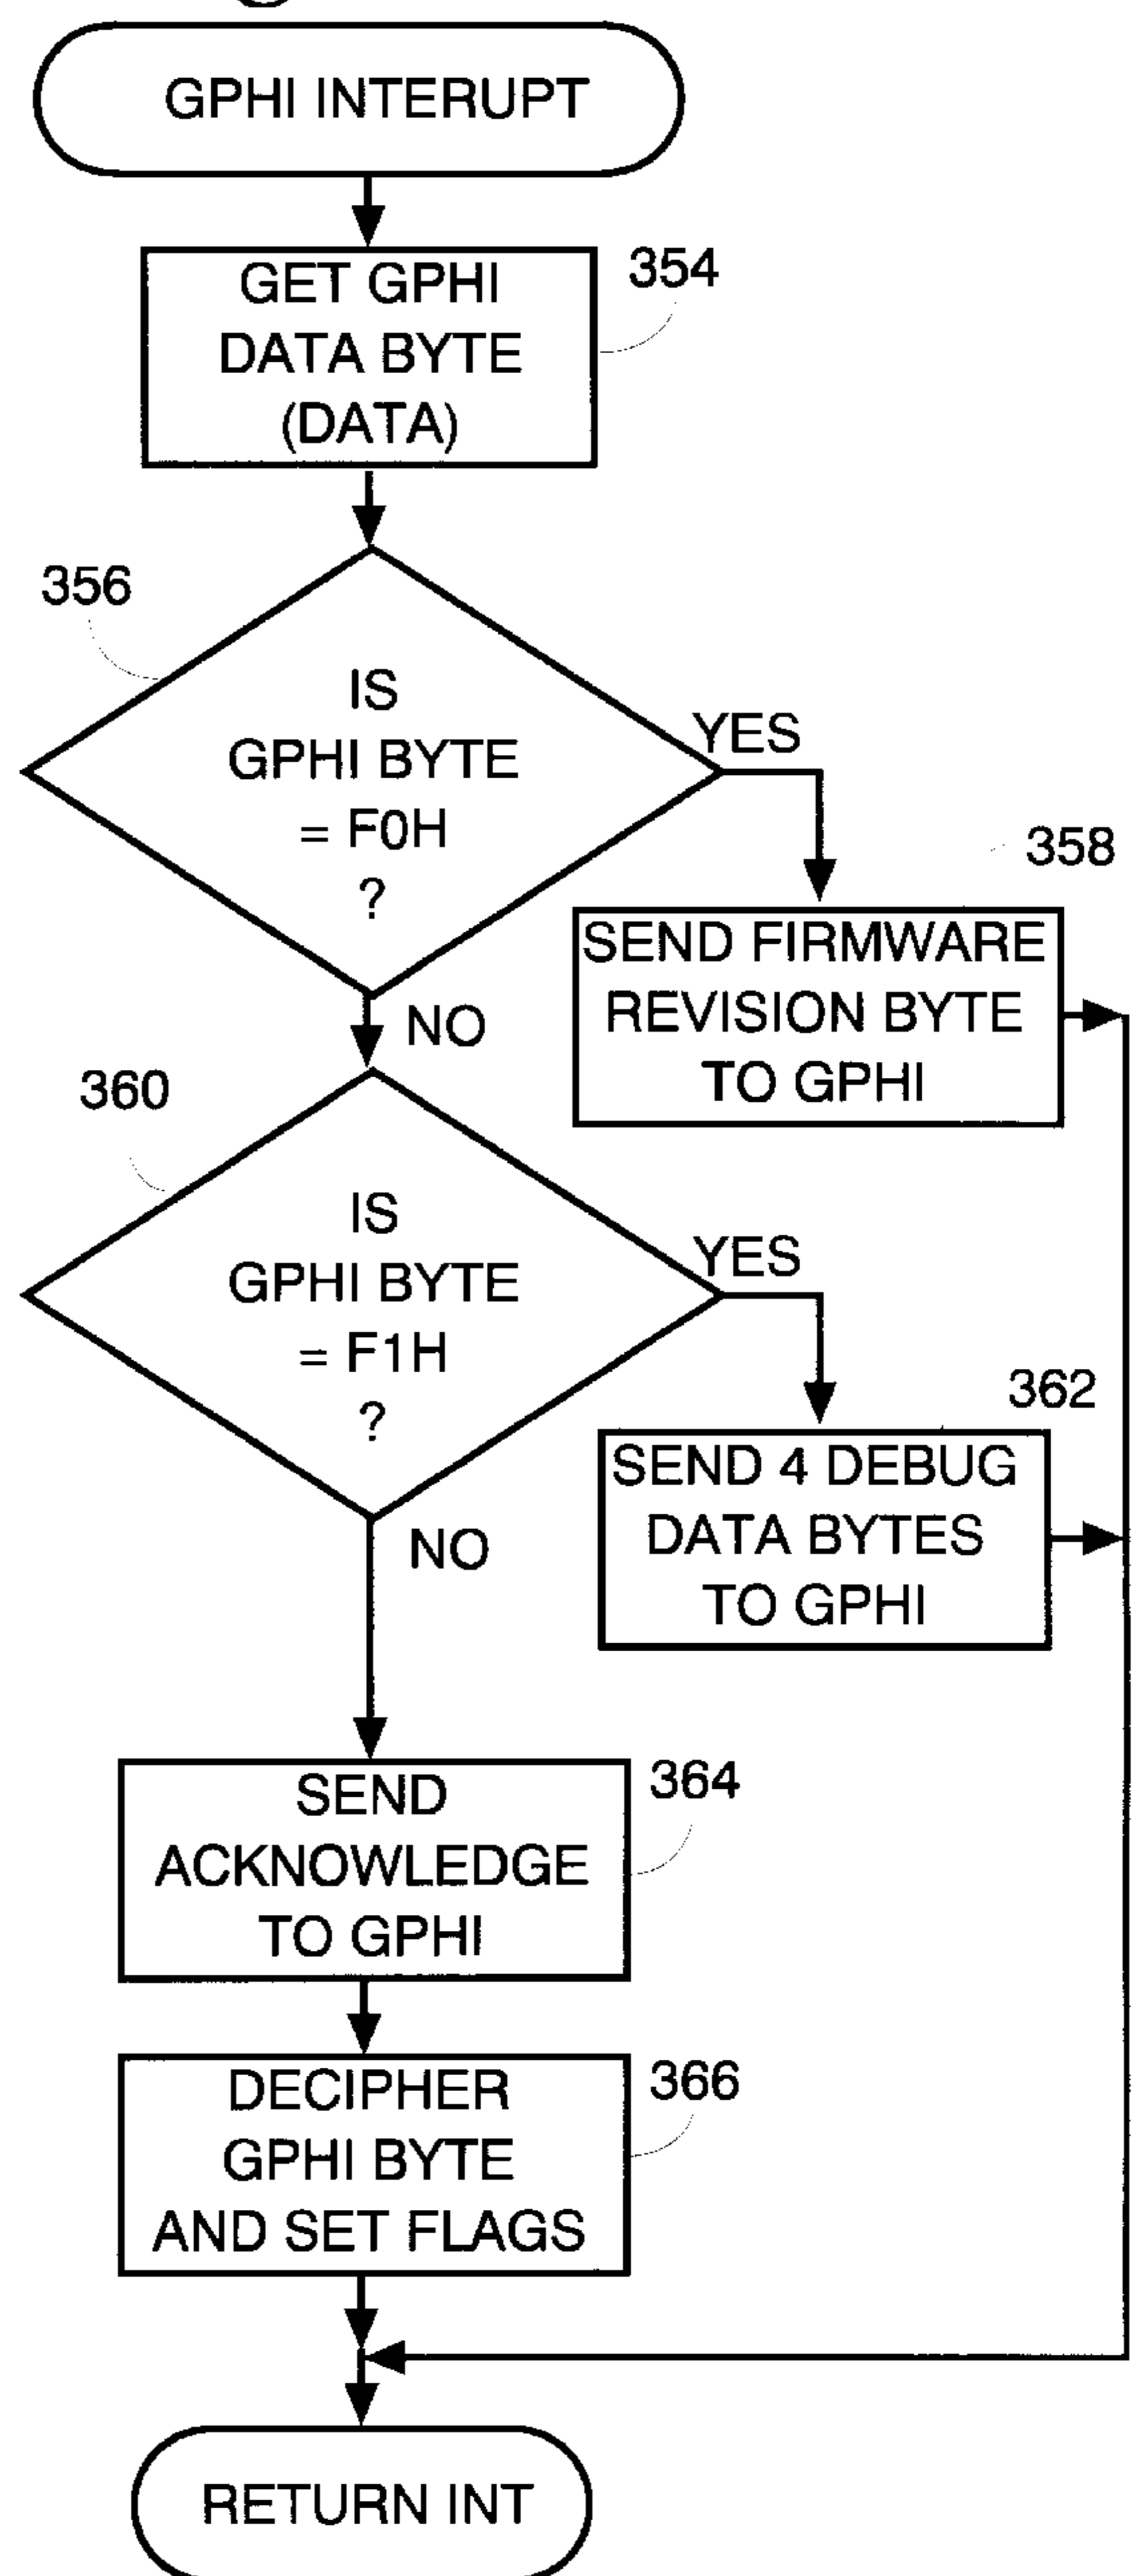 GPHI INTERUPT
GET GPHI
DATA BYTE
(DATA)
354
356
IS
GPHI BYTE
= F0H
?
YES
358
SEND FIRMWARE
REVISION BYTE
TO GPHI
NO
360
IS
GPHI BYTE
= F1H
?
YES
362
SEND 4 DEBUG
DATA BYTES
TO GPHI
NO
SEND
ACKNOWLEDGE
TO GPHI
364
DECIPHER
GPHI BYTE
AND SET FLAGS
366
RETURN INT